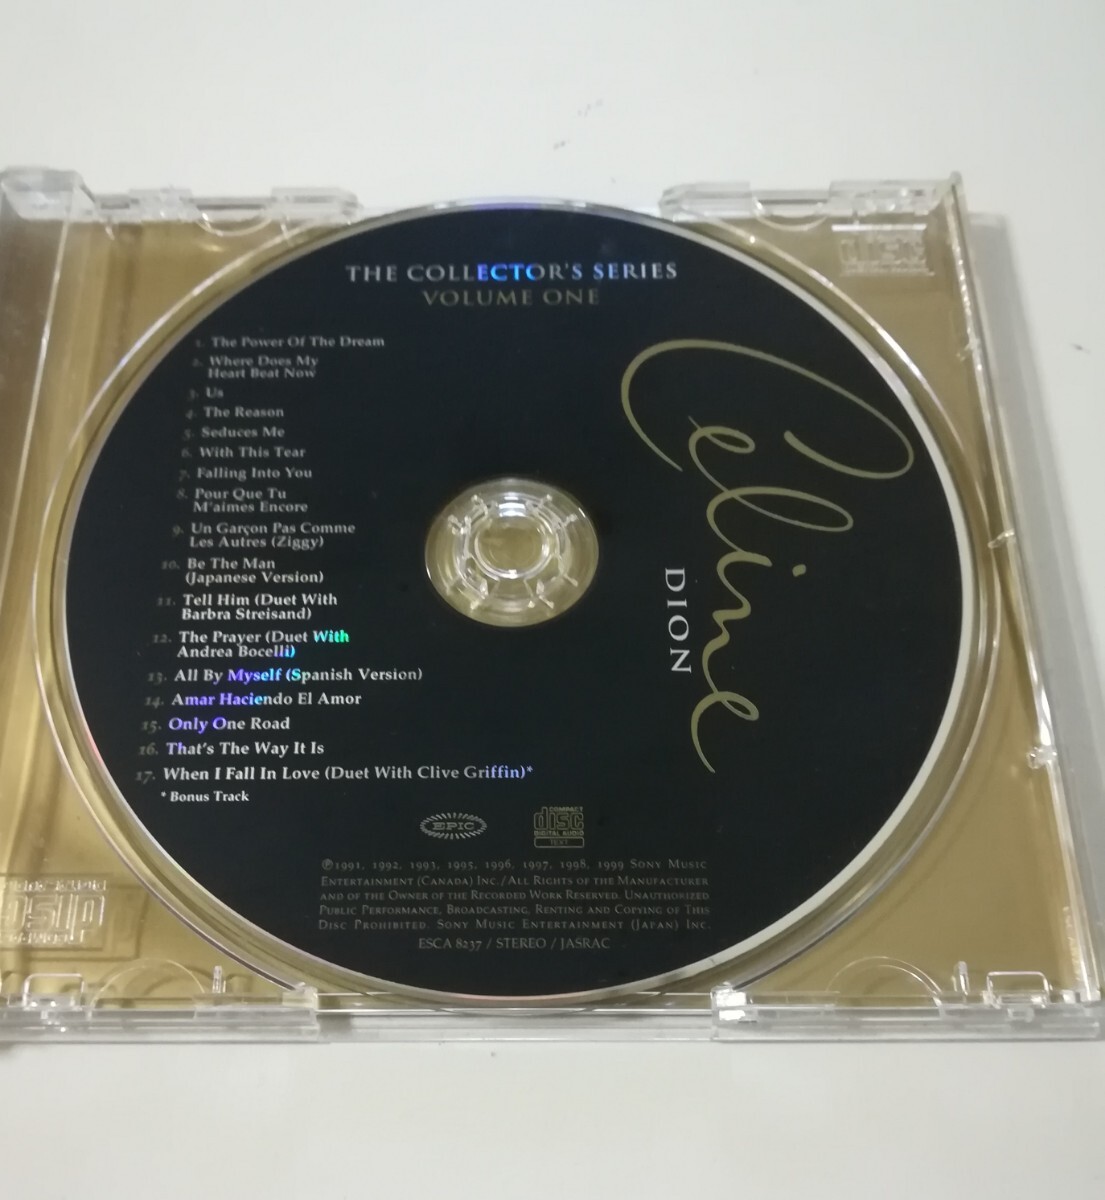 THE COLLECTOR'S SERIES
VOLUME ONE
1. The Power Of The Dream
2. Where Does My
Heart Beat Now
3. Us
4. The Reason
5. Seduces Me
6. With This Tear
7. Falling Into You
8. Pour Que Tu
M'aimes Encore
9. Un Garçon Pas Comme
Les Autres (Ziggy)
10. Be The Man
(Japanese Version)
11. Tell Him (Duet With
Barbra Streisand)
12. The Prayer (Duet With
Andrea Bocelli)
13. All By Myself (Spanish Version)
14. Amar Haciendo El Amor
15. Only One Road
16. That's The Way It Is
17. When I Fall In Love (Duet With Clive Griffin)*
* Bonus Track
Celine
DION
EPIC
COMPACT
disc
DIGITAL AUDIO
TEXT
℗1991, 1992, 1993, 1995, 1996, 1997, 1998, 1999 SONY MUSIC
ENTERTAINMENT (CANADA) INC./ALL RIGHTS OF THE MANUFACTURER
AND OF THE OWNER OF THE RECORDED WORK RESERVED. UNAUTHORIZED
PUBLIC PERFORMANCE, BROADCASTING, RENTING AND COPYING OF THIS
DISC PROHIBITED. SONY MUSIC ENTERTAINMENT (JAPAN) INC.
ESCA 8237 / STEREO / JASRAC
disc